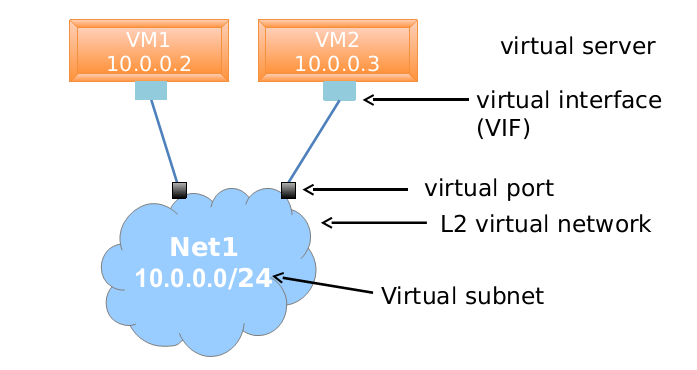 VM1
10.0.0.2
VM2
10.0.0.3
virtual server
virtual interface
(VIF)
virtual port
L2 virtual network
Net1
10.0.0.0/24
Virtual subnet